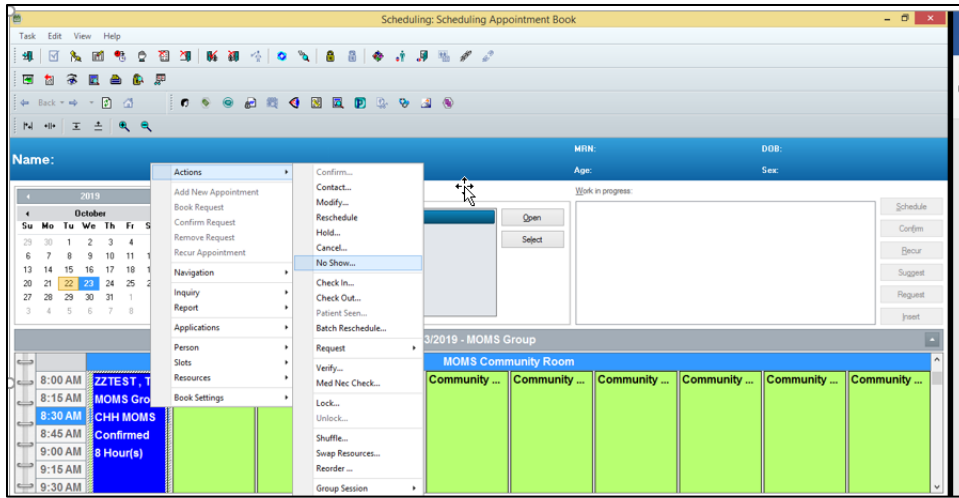 Scheduling: Scheduling Appointment Book
Task Edit View Help
Back
Name:
MRN:
DOB:
Age:
Sex:
2019
October
Su Mo Tu We Th Fr S
29 30 1 2 3 4
6 7 8 9 10 11 1
13 14 15 16 17 18 1
20 21 22 23 24 25 2
27 28 29 30 31 1
3 4 5 6 7 8
Actions
Add New Appointment
Book Request
Confirm Request
Remove Request
Recur Appointment
Navigation
Inquiry
Report
Applications
Person
Slots
Resources
Book Settings
Confirm...
Contact...
Modify...
Reschedule
Hold...
Cancel...
No Show...
Check In...
Check Out...
Patient Seen...
Batch Reschedule...
Request
Verify...
Med Nec Check...
Lock...
Unlock...
Shuffle...
Swap Resources...
Reorder ...
Group Session
Open
Select
Work in progress:
Schedule
Confirm
Recur
Suggest
Request
Insert
3/2019 - MOMS Group
MOMS Community Room
Community ... Community ... Community ... Community ... Community ... Community ...
8:00 AM ZZTEST , T
8:15 AM MOMS Gro
8:30 AM CHH MOMS
8:45 AM Confirmed
9:00 AM 8 Hour(s)
9:15 AM
9:30 AM